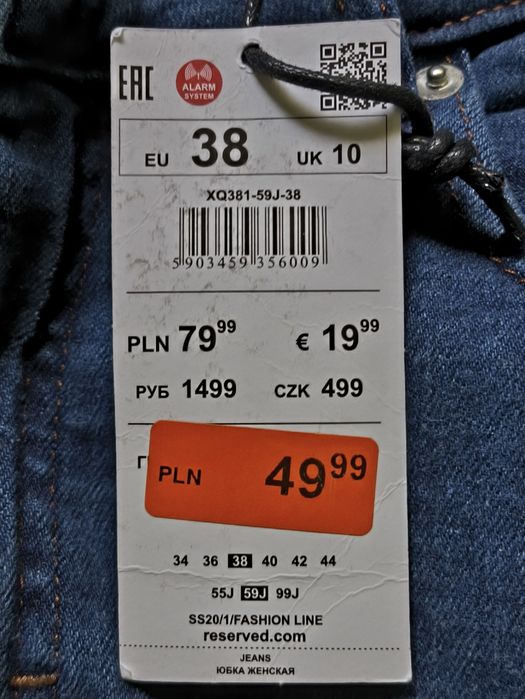 EAC
ALARM
SYSTEM
EU 38 UK 10
XQ381-59J-38
5903459356009
PLN 79⁹⁹ € 19⁹⁹
РУБ 1499 CZK 499
PLN 49⁹⁹
34 36 38 40 42 44
55J 59J 99J
SS20/1/FASHION LINE
reserved.com
JEANS
ЮБКА ЖЕНСКАЯ